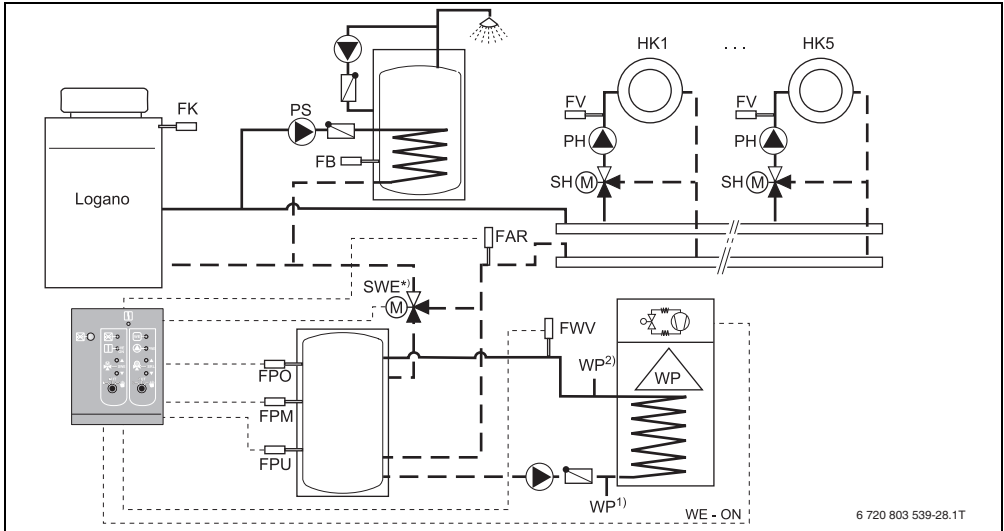 HK1
. . .
HK5
FK
PS
FV
FV
PH
PH
FB
SH
M
SH
M
Logano
FAR
SWE*)
M
FWV
WP2)
WP
FPO
FPM
FPU
WP1)
WE - ON
6 720 803 539-28.1T